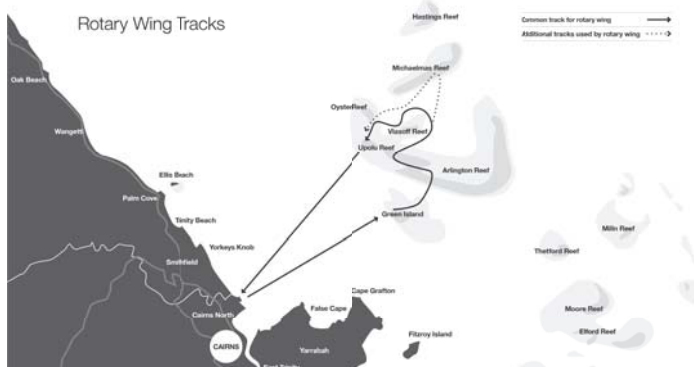 Rotary Wing Tracks
Hastings Reef
Common track for rotary wing
Additional tracks used by rotary wing
Michaelmas Reef
Oak Beach
OysterReef
Wangetti
Vlasoff Reef
Upolu Reef
Arlington Reef
Ellis Beach
Palm Cove
Green Island
Trinity Beach
Milln Reef
Yorkeys Knob
Thetford Reef
Smithfield
Cape Grafton
False Cape
Moore Reef
Cairns North
Fitzroy Island
Elford Reef
CAIRNS
Yarrabah
East Trinity